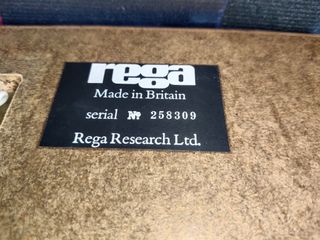 rega
Made in Britain
serial Nº 258309
Rega Research Ltd.